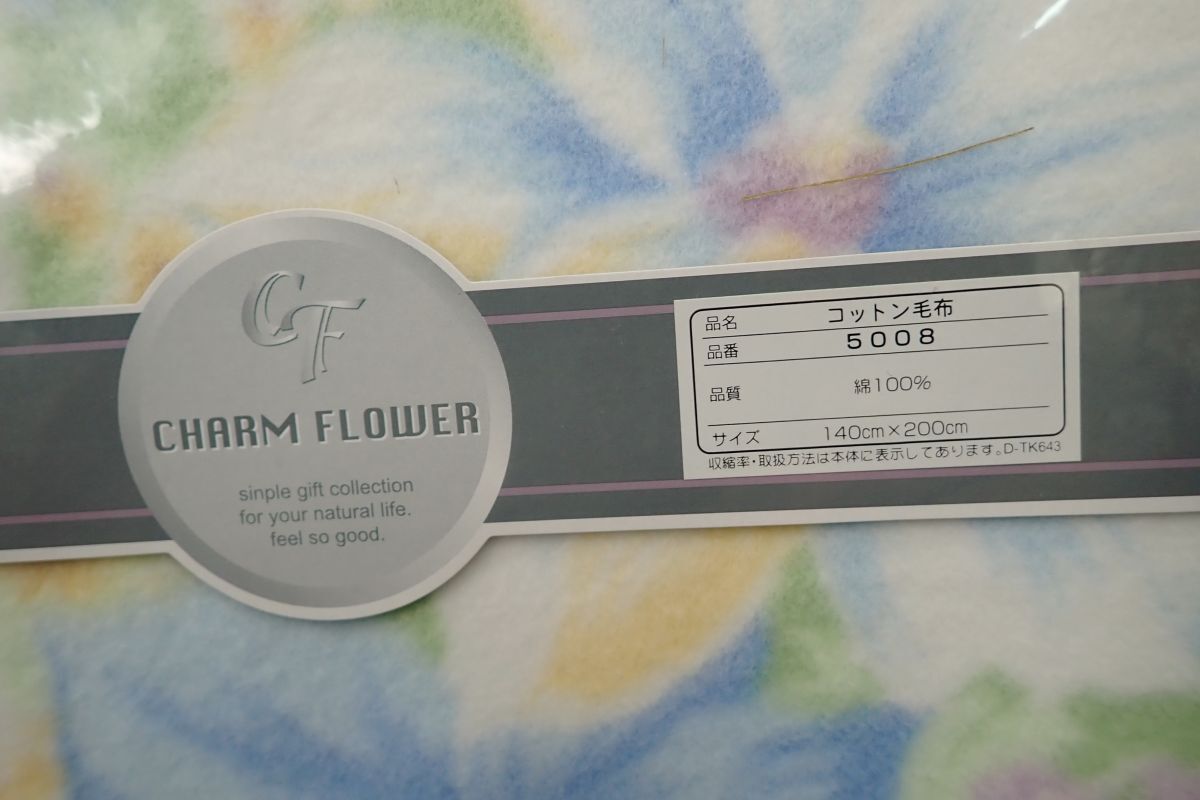 CF
CHARM FLOWER
sinple gift collection
for your natural life.
feel so good.
品名 コットン毛布
品番 5008
品質 綿100%
サイズ 140cm×200cm
収縮率・取扱方法は本体に表示してあります。D-TK643